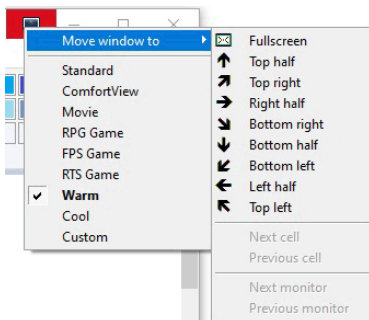 Move window to
Standard
ComfortView
Movie
RPG Game
FPS Game
RTS Game
Warm
Cool
Custom
Fullscreen
Top half
Top right
Right half
Bottom right
Bottom half
Bottom left
Left half
Top left
Next cell
Previous cell
Next monitor
Previous monitor